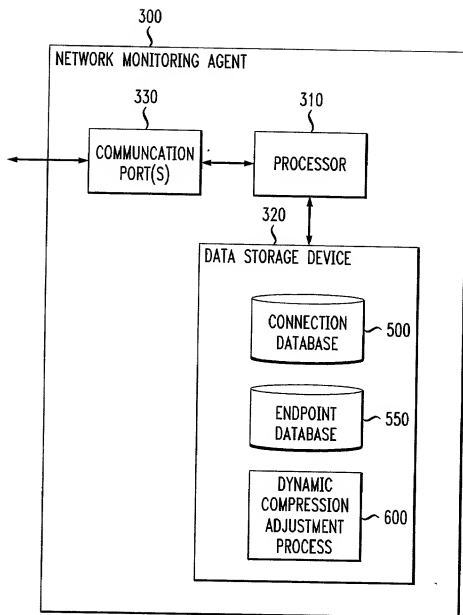 300
NETWORK MONITORING AGENT
330
310
COMMUNCATION
PORT(S)
PROCESSOR
320
DATA STORAGE DEVICE
CONNECTION
DATABASE
500
ENDPOINT
DATABASE
550
DYNAMIC
COMPRESSION
ADJUSTMENT
PROCESS
600